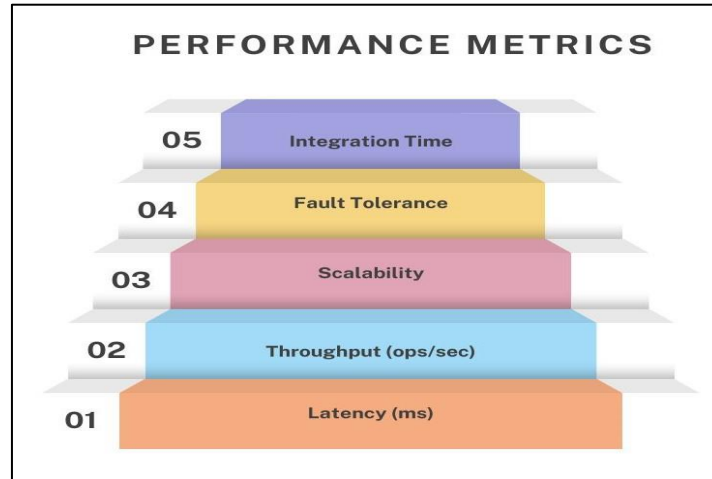 PERFORMANCE METRICS
05 Integration Time
04 Fault Tolerance
03 Scalability
02 Throughput (ops/sec)
01 Latency (ms)